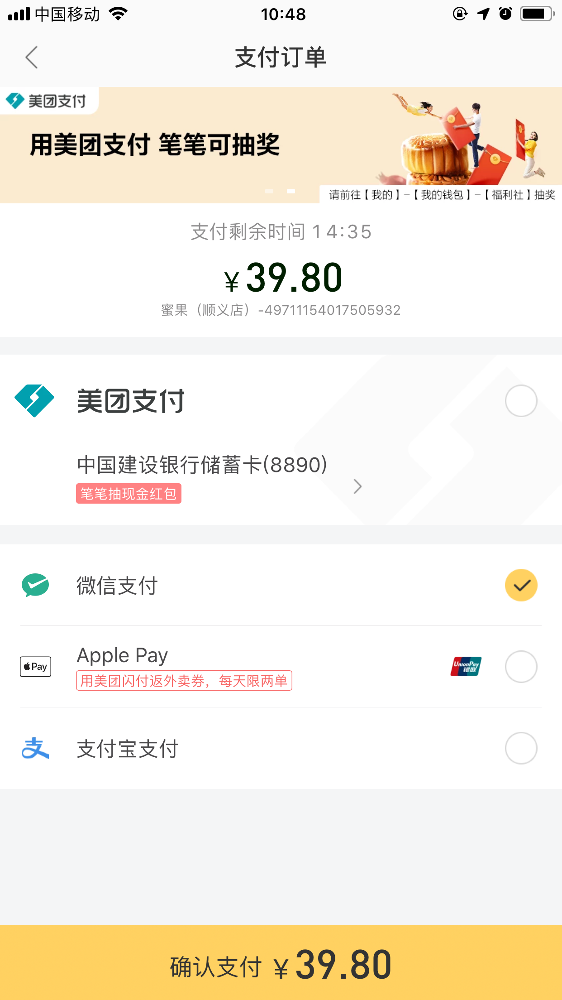 中国移动
10:48
支付订单
美团支付
用美团支付 笔笔可抽奖
请前往【我的】-【我的钱包】-【福利社】抽奖
支付剩余时间 14:35
¥39.80
蜜果（顺义店）-49711154017505932
美团支付
中国建设银行储蓄卡(8890)
笔笔抽现金红包
微信支付
Pay
Apple Pay
用美团闪付返外卖券，每天限两单
UnionPay
银联
支
支付宝支付
确认支付 ¥39.80